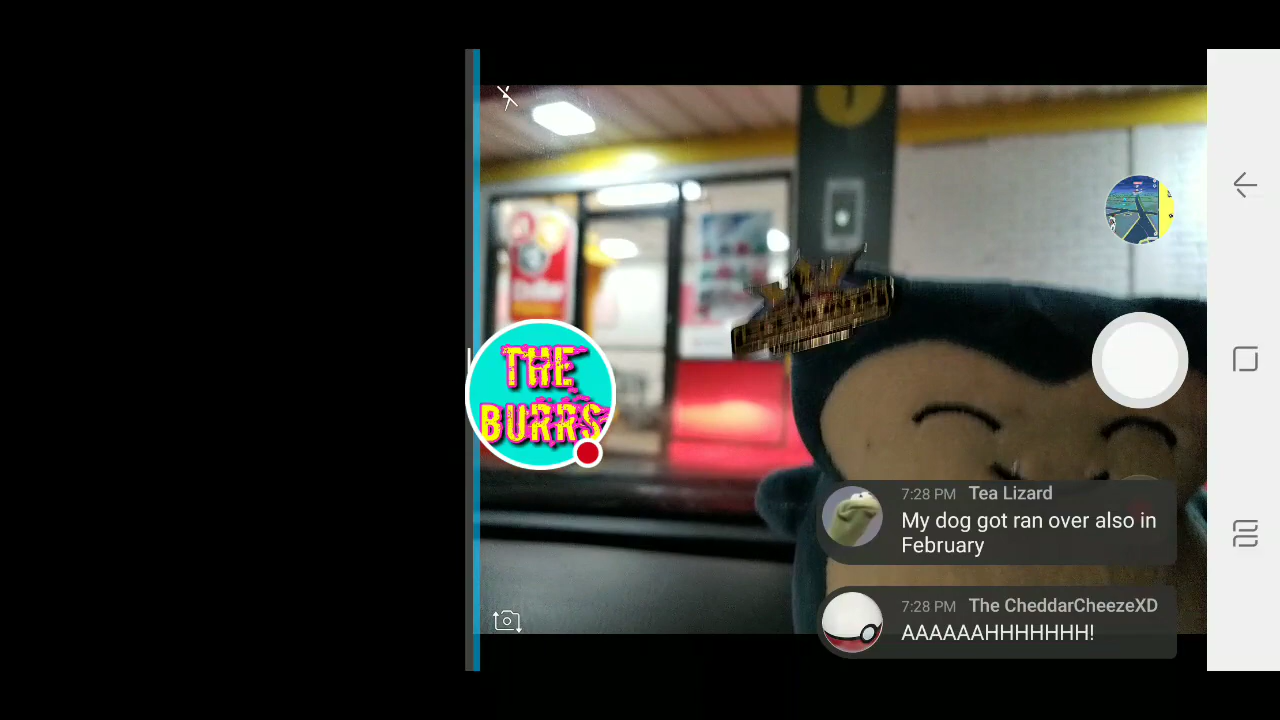 THE
BURRS
7:28 PM Tea Lizard
My dog got ran over also in
February
7:28 PM The CheddarCheezeXD
AAAAAAHHHHHHH!